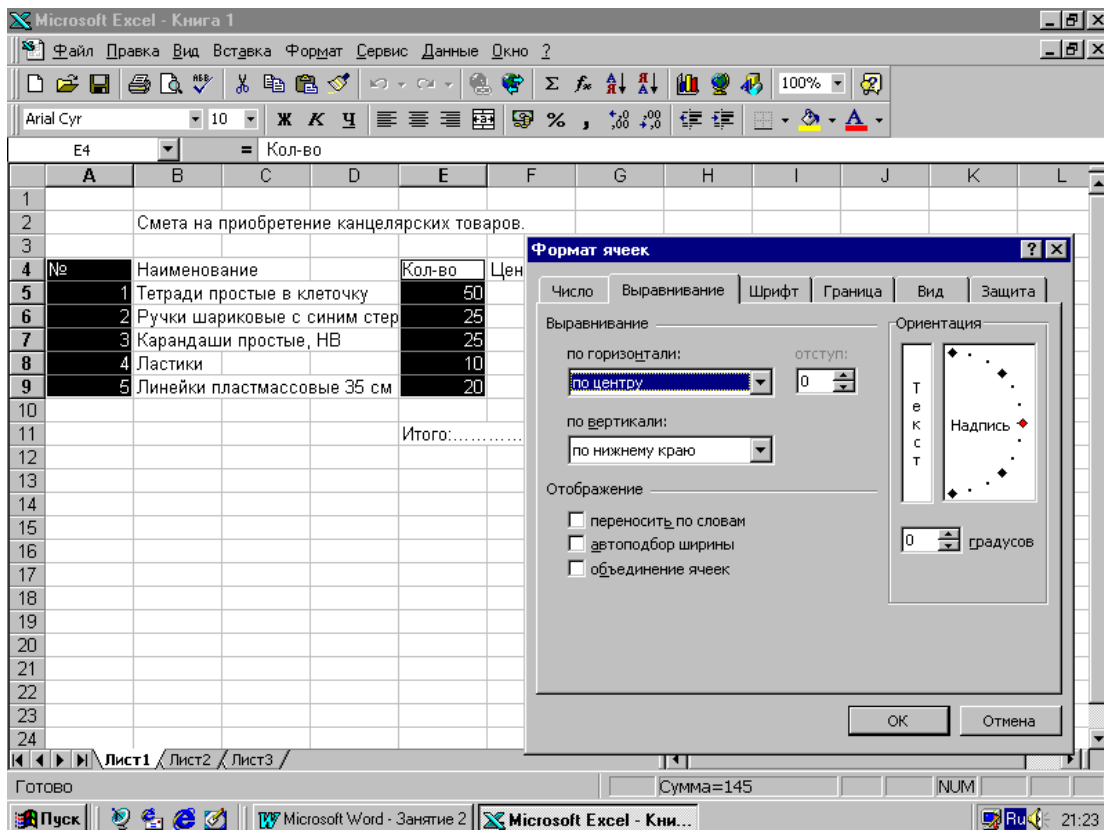 Microsoft Excel - Книга 1
Файл Правка Вид Вставка Формат Сервис Данные Окно ?
100%
Arial Cyr 10 Ж К Ч % ,
E4 = Кол-во
A B C D E F G H I J K L
1
2 Смета на приобретение канцелярских товаров.
3
4 № Наименование Кол-во Цен
5 1 Тетради простые в клеточку 50
6 2 Ручки шариковые с синим стер 25
7 3 Карандаши простые, НВ 25
8 4 Ластики 10
9 5 Линейки пластмассовые 35 см 20
10
11 Итого:............
12
13
14
15
16
17
18
19
20
21
22
23
24
Формат ячеек
Число Выравнивание Шрифт Граница Вид Защита
Выравнивание
по горизонтали: отступ:
по центру 0
по вертикали:
по нижнему краю
Отображение
переносить по словам
автоподбор ширины
объединение ячеек
Ориентация
Текст
Надпись
0 градусов
ОК Отмена
Лист1 Лист2 Лист3
Готово Сумма=145 NUM
Пуск Microsoft Word - Занятие 2 Microsoft Excel - Кни... Ru 21:23